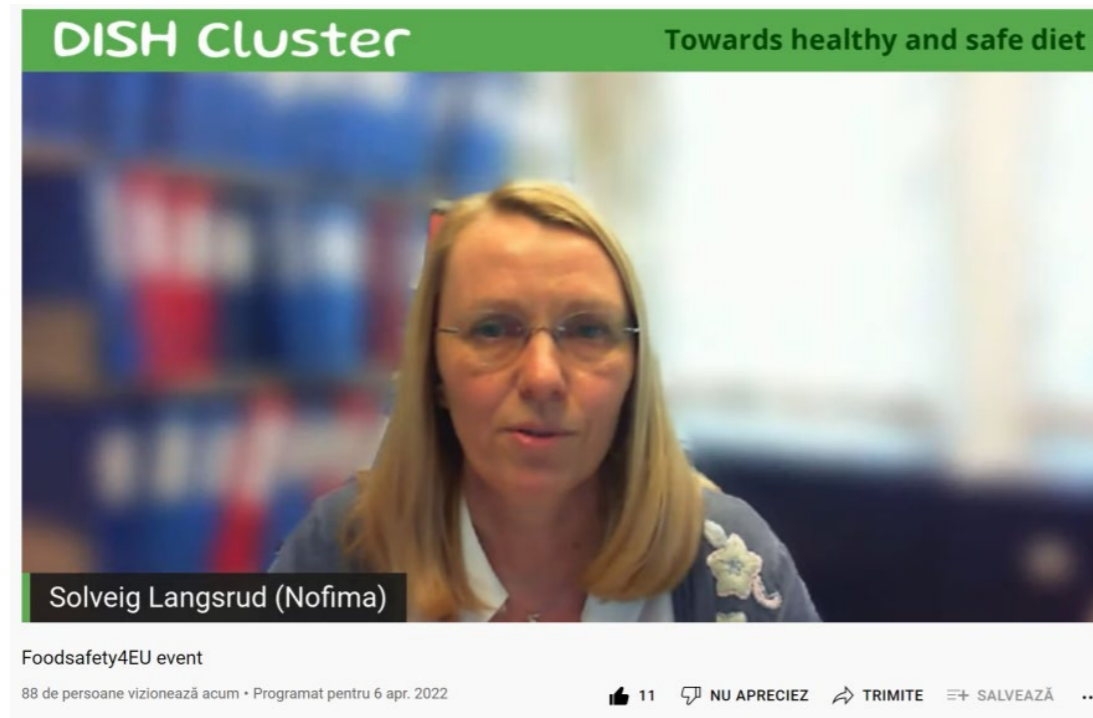 DISH Cluster
Towards healthy and safe diet
Solveig Langsrud (Nofima)
Foodsafety4EU event
88 de persoane vizionează acum • Programat pentru 6 apr. 2022
11 NU APRECIEZ TRIMITE SALVEAZĂ